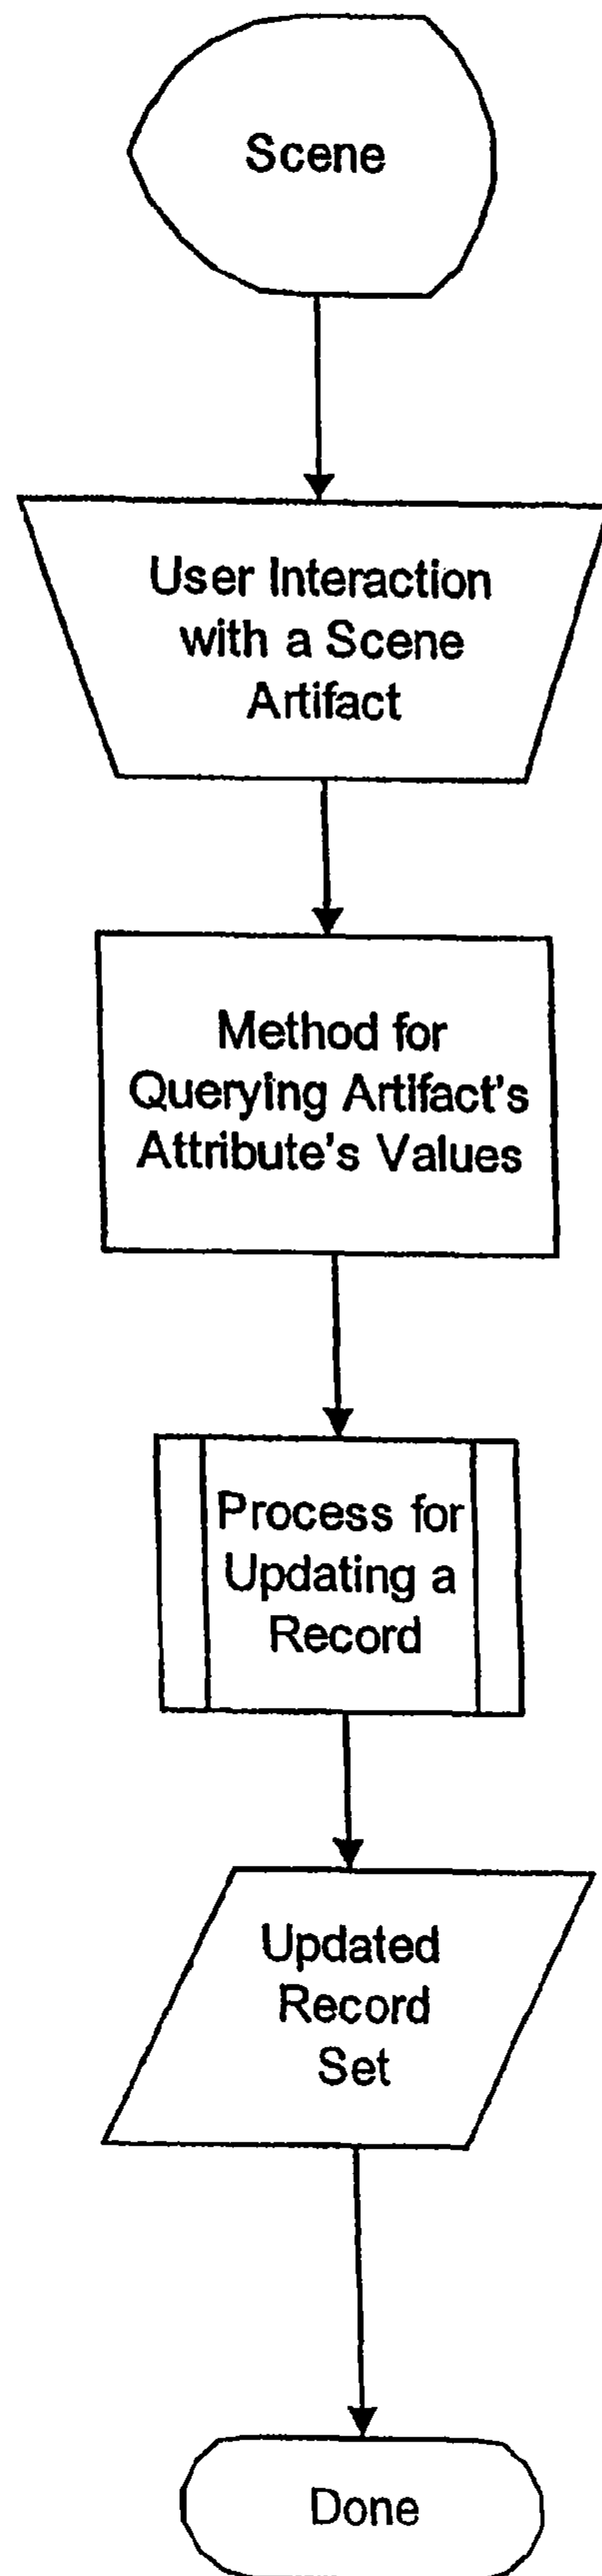 Scene
User Interaction
with a Scene
Artifact
Method for
Querying Artifact's
Attribute's Values
Process for
Updating a
Record
Updated
Record
Set
Done